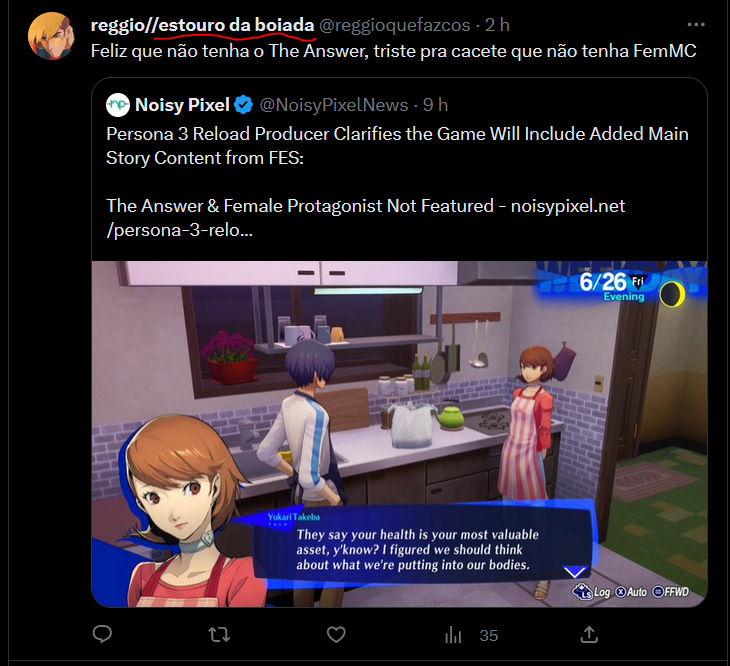 reggio//estouro da boiada @reggioquefazcos · 2 h
Feliz que não tenha o The Answer, triste pra cacete que não tenha FemMC
Noisy Pixel @NoisyPixelNews · 9 h
Persona 3 Reload Producer Clarifies the Game Will Include Added Main
Story Content from FES:
The Answer & Female Protagonist Not Featured - noisypixel.net
/persona-3-relo...
6/26 Fri
Evening
Yukari Takeba
TALK
They say your health is your most valuable
asset, y'know? I figured we should think
about what we're putting into our bodies.
LS Log X Auto FFWD
35